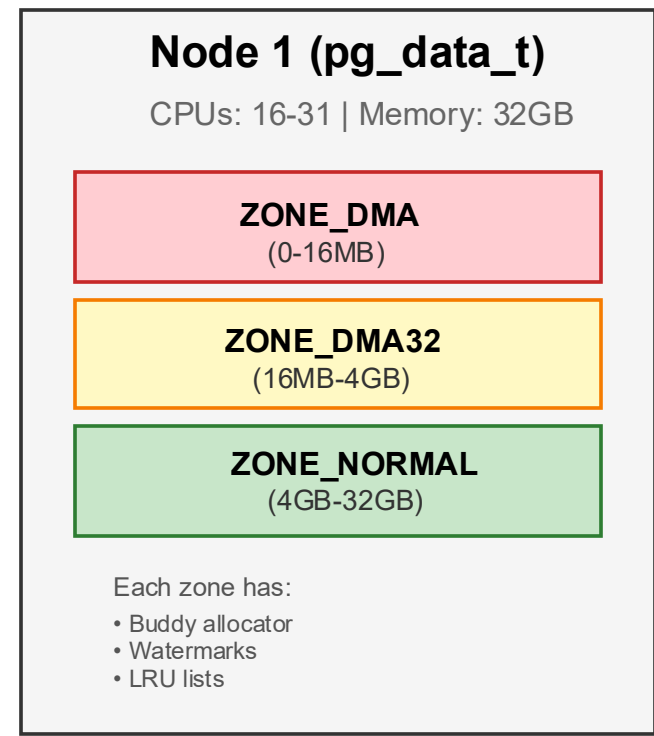 Node 1 (pg_data_t)
CPUs: 16-31 | Memory: 32GB
ZONE_DMA
(0-16MB)
ZONE_DMA32
(16MB-4GB)
ZONE_NORMAL
(4GB-32GB)
Each zone has:
• Buddy allocator
• Watermarks
• LRU lists